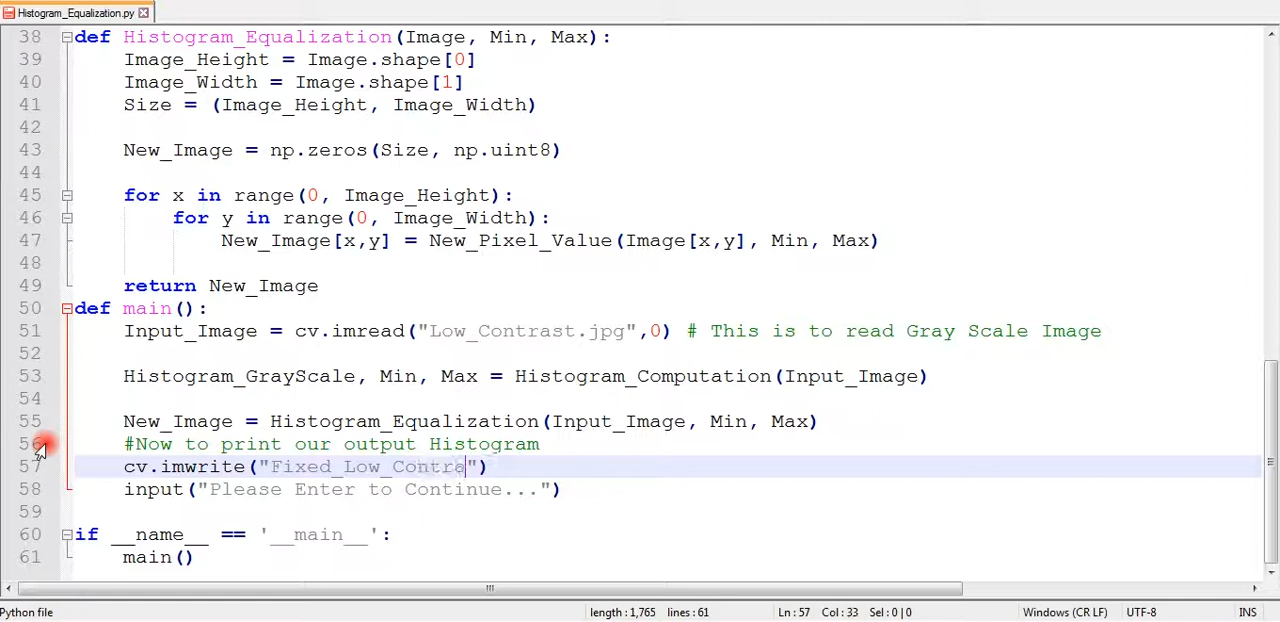 Histogram_Equalization.py
38 def Histogram_Equalization(Image, Min, Max):
39 Image_Height = Image.shape[0]
40 Image_Width = Image.shape[1]
41 Size = (Image_Height, Image_Width)
42
43 New_Image = np.zeros(Size, np.uint8)
44
45 for x in range(0, Image_Height):
46 for y in range(0, Image_Width):
47 New_Image[x,y] = New_Pixel_Value(Image[x,y], Min, Max)
48
49 return New_Image
50 def main():
51 Input_Image = cv.imread("Low_Contrast.jpg",0) # This is to read Gray Scale Image
52
53 Histogram_GrayScale, Min, Max = Histogram_Computation(Input_Image)
54
55 New_Image = Histogram_Equalization(Input_Image, Min, Max)
56 #Now to print our output Histogram
57 cv.imwrite("Fixed_Low_Contra")
58 input("Please Enter to Continue...")
59
60 if __name__ == '__main__':
61 main()
Python file length : 1,765 lines : 61 Ln : 57 Col : 33 Sel : 0 | 0 Windows (CR LF) UTF-8 INS